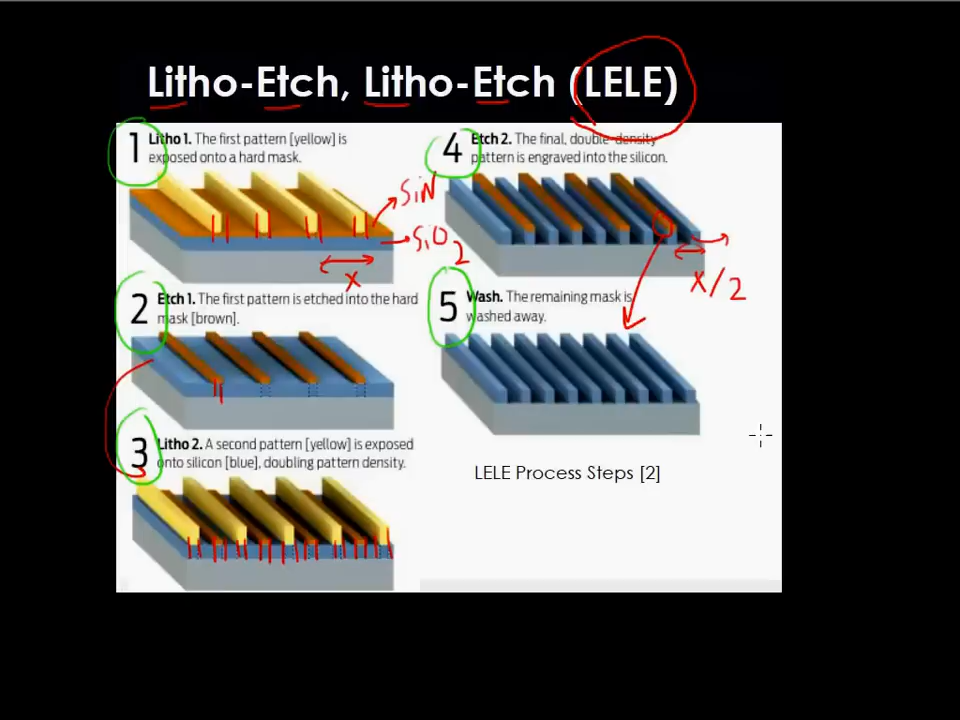 Litho-Etch, Litho-Etch (LELE)
1 Litho 1. The first pattern [yellow] is
exposed onto a hard mask.
SiN
SiO2
X
2 Etch 1. The first pattern is etched into the hard
mask [brown].
3 Litho 2. A second pattern [yellow] is exposed
onto silicon [blue], doubling pattern density.
4 Etch 2. The final, double-density
pattern is engraved into the silicon.
X/2
5 Wash. The remaining mask is
washed away.
LELE Process Steps [2]